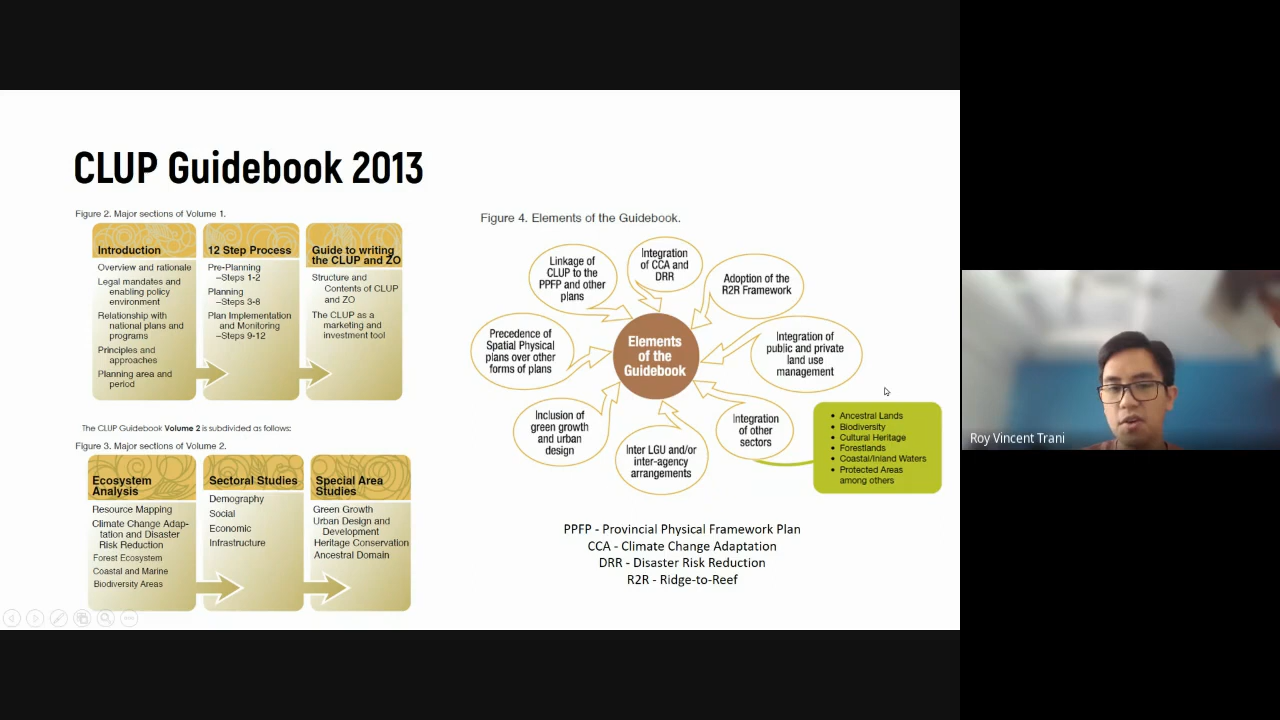 CLUP Guidebook 2013
Figure 2. Major sections of Volume 1.
Introduction
Overview and rationale
Legal mandates and
enabling policy
environment
Relationship with
national plans and
programs
Principles and
approaches
Planning area and
period
12 Step Process
Pre-Planning
–Steps 1-2
Planning
–Steps 3-8
Plan Implementation
and Monitoring
–Steps 9-12
Guide to writing
the CLUP and ZO
Structure and
Contents of CLUP
and ZO
The CLUP as a
marketing and
investment tool
The CLUP Guidebook Volume 2 is subdivided as follows:
Figure 3. Major sections of Volume 2.
Ecosystem
Analysis
Resource Mapping
Climate Change Adap-
tation and Disaster
Risk Reduction
Forest Ecosystem
Coastal and Marine
Biodiversity Areas
Sectoral Studies
Demography
Social
Economic
Infrastructure
Special Area
Studies
Green Growth
Urban Design and
Development
Heritage Conservation
Ancestral Domain
Figure 4. Elements of the Guidebook.
Linkage of
CLUP to the
PPFP and other
plans
Integration
of CCA and
DRR
Adoption of the
R2R Framework
Precedence of
Spatial Physical
plans over other
forms of plans
Elements
of the
Guidebook
Integration of
public and private
land use
management
Inclusion of
green growth
and urban
design
Inter LGU and/or
inter-agency
arrangements
Integration
of other
sectors
• Ancestral Lands
• Biodiversity
• Cultural Heritage
• Forestlands
• Coastal/Inland Waters
• Protected Areas
among others
PPFP - Provincial Physical Framework Plan
CCA - Climate Change Adaptation
DRR - Disaster Risk Reduction
R2R - Ridge-to-Reef
Roy Vincent Trani